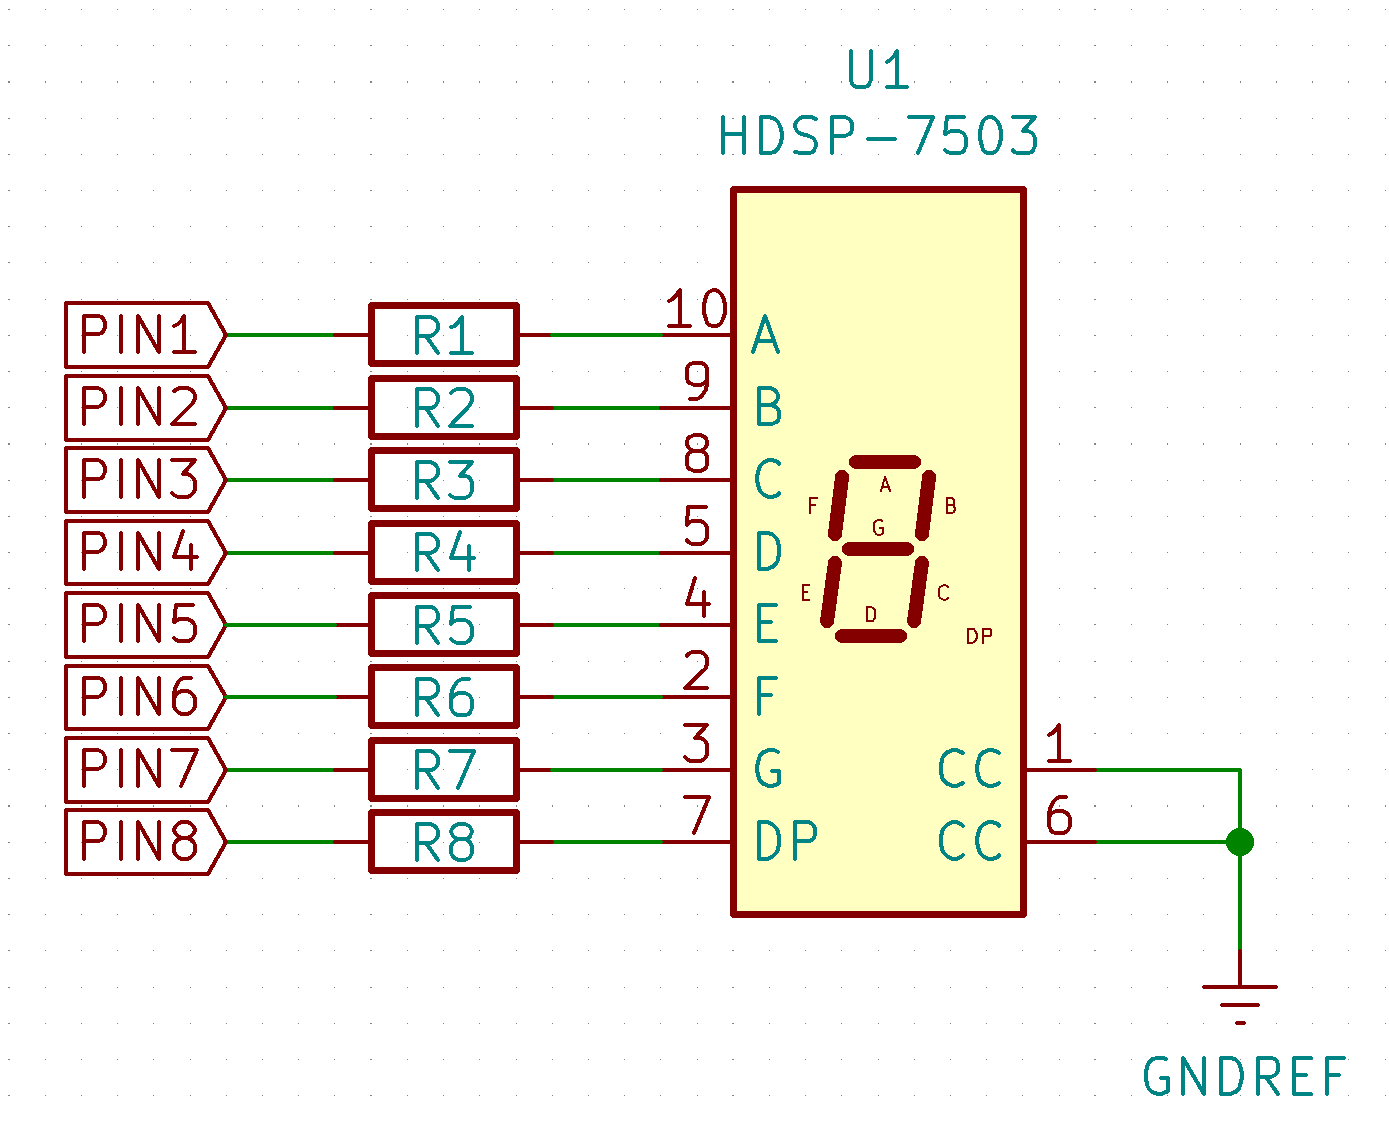 U1
HDSP-7503
PIN1 R1 10 A
PIN2 R2 9 B
PIN3 R3 8 C
PIN4 R4 5 D
PIN5 R5 4 E
PIN6 R6 2 F
PIN7 R7 3 G CC 1
PIN8 R8 7 DP CC 6
A
F B
G
E C
D
DP
GNDREF